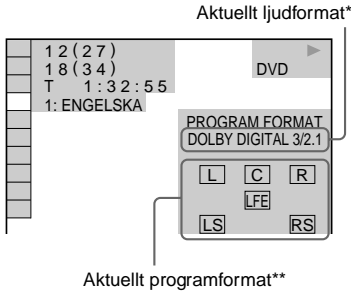 Aktuellt ljudformat*
12(27)
18(34)
DVD
T 1:32:55
1: ENGELSKA
PROGRAM FORMAT
DOLBY DIGITAL 3/2.1
L C R
LFE
LS RS
Aktuellt programformat**